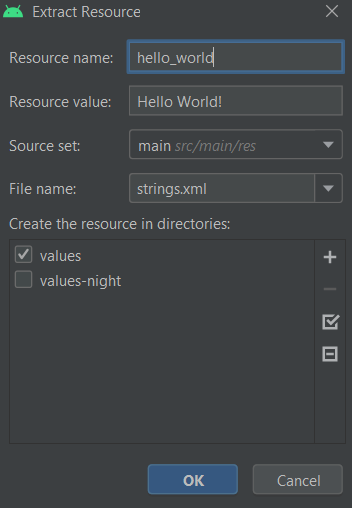 Extract Resource
Resource name: hello_world
Resource value: Hello World!
Source set: main src/main/res
File name: strings.xml
Create the resource in directories:
values
values-night
OK Cancel